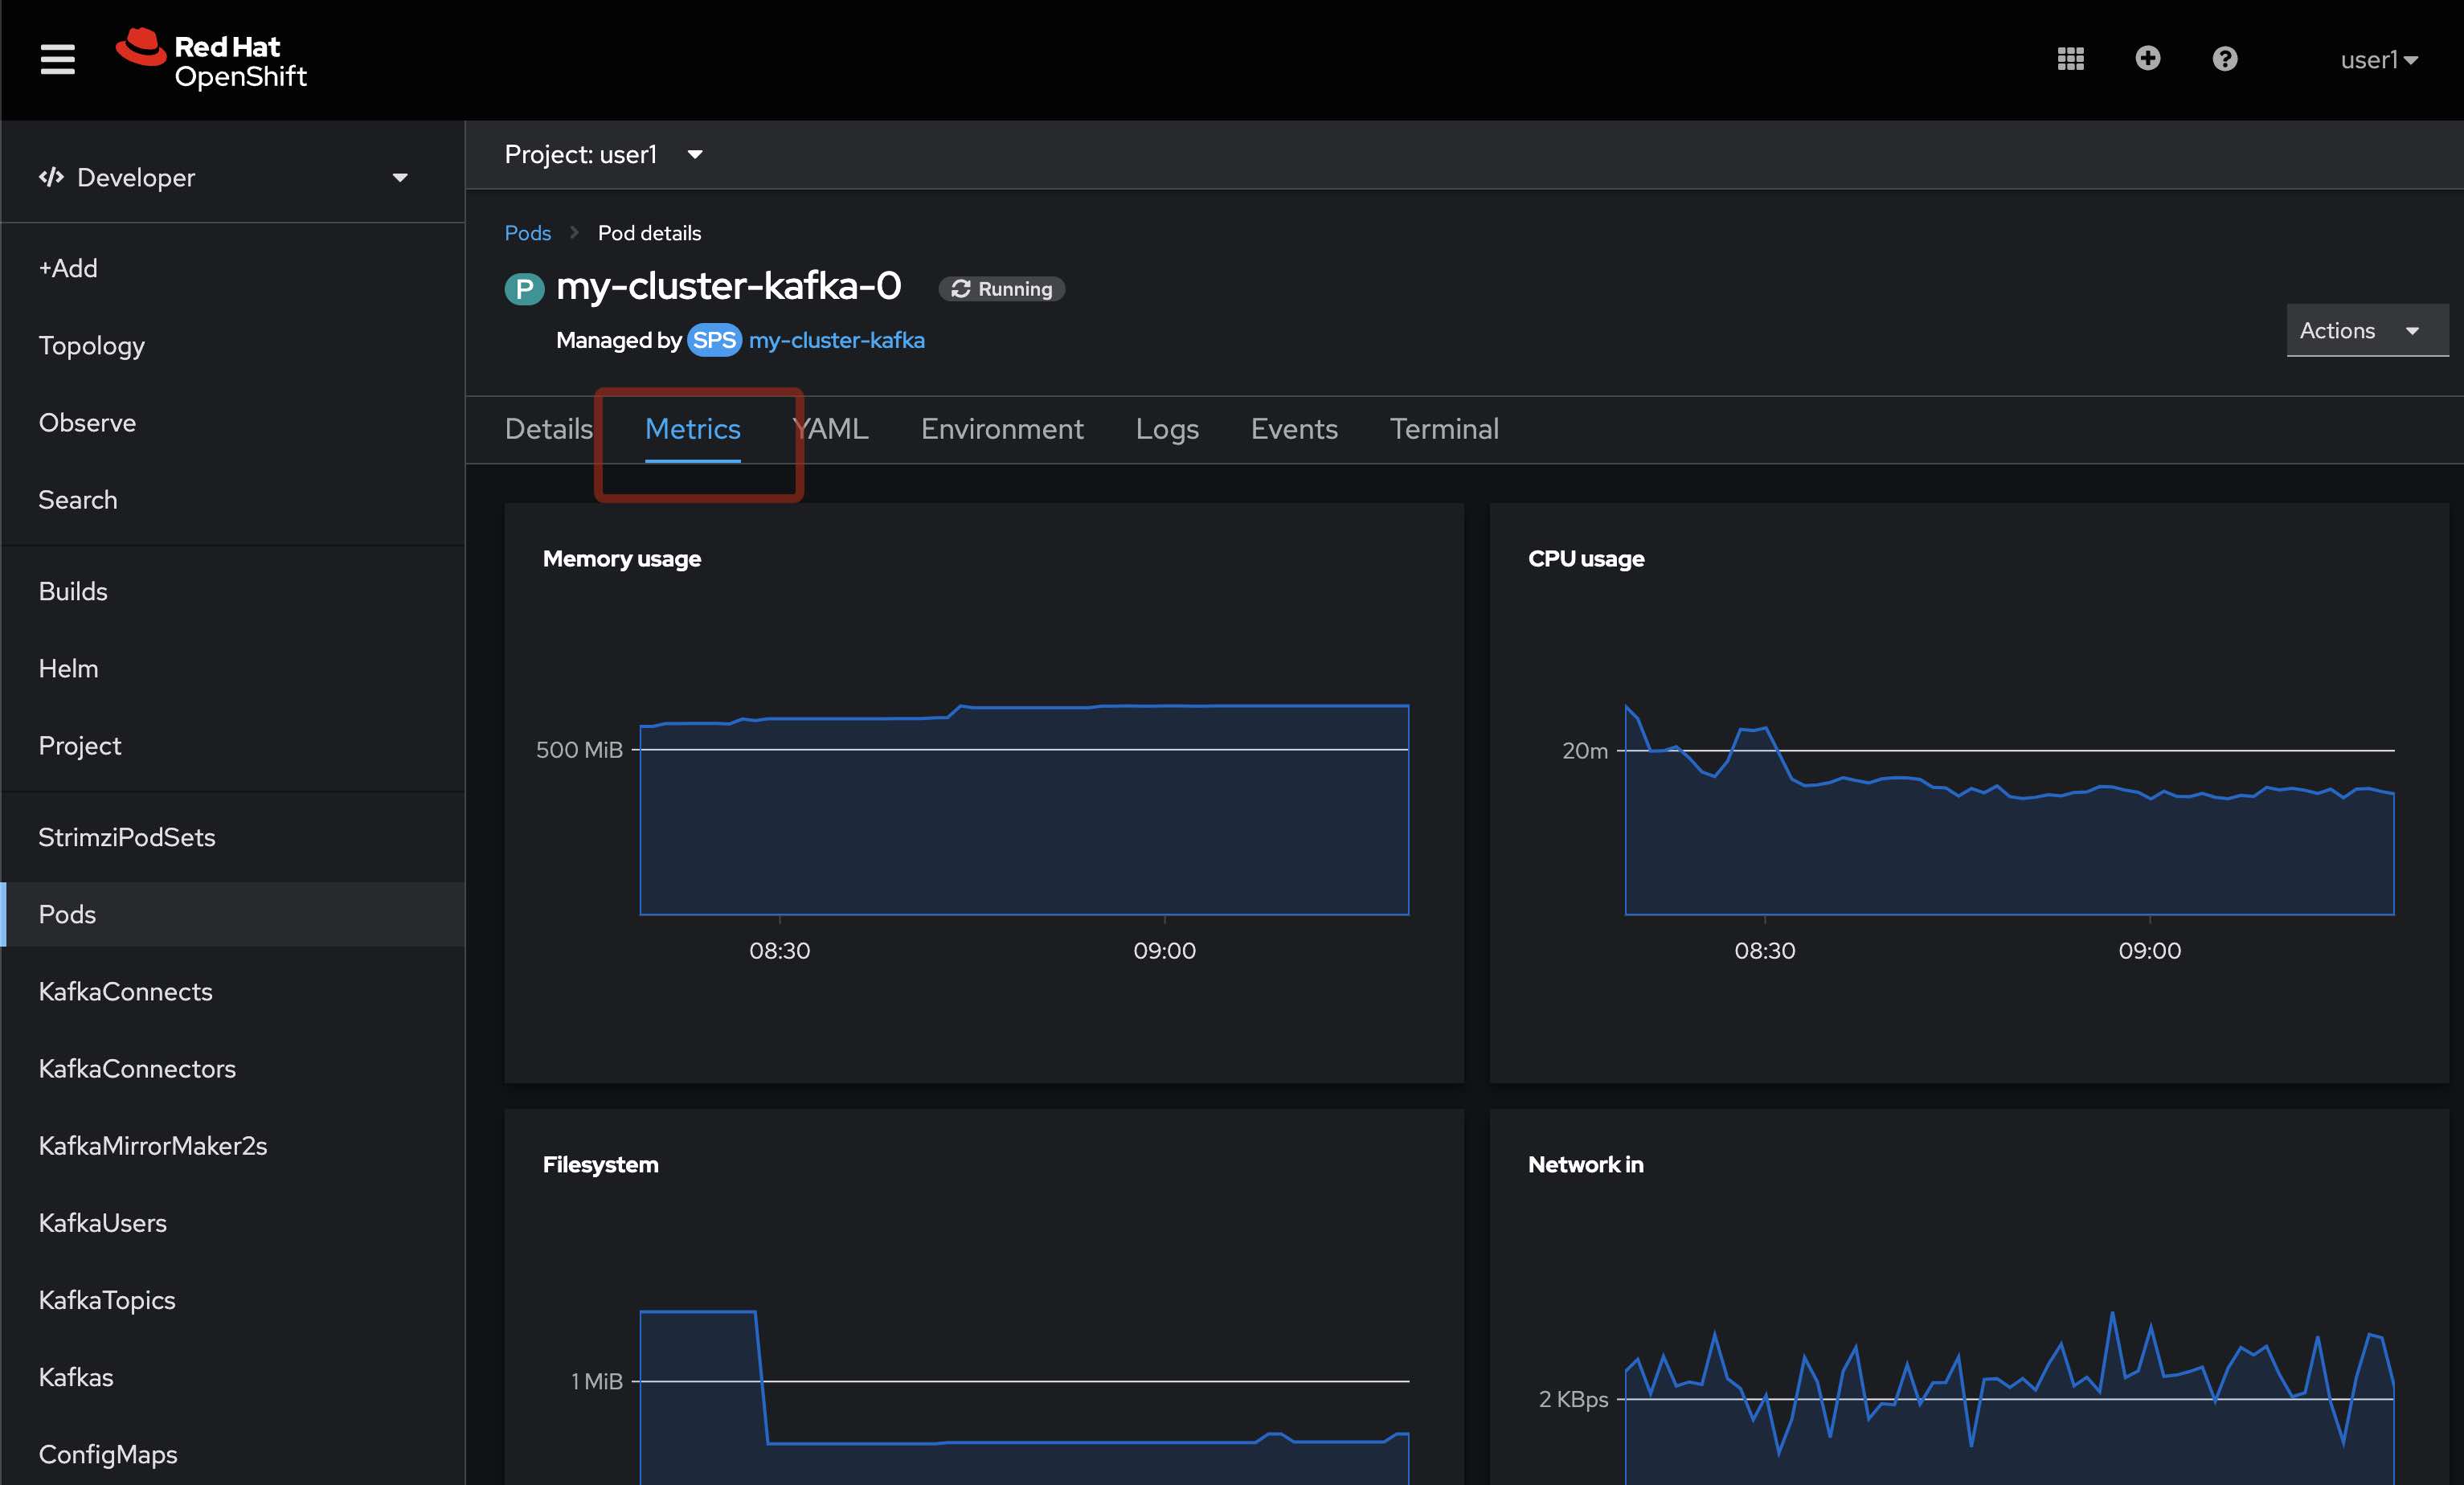 Red Hat
OpenShift
user1
Developer
Project: user1
+Add
Topology
Observe
Search
Builds
Helm
Project
StrimziPodSets
Pods
KafkaConnects
KafkaConnectors
KafkaMirrorMaker2s
KafkaUsers
KafkaTopics
Kafkas
ConfigMaps
Pods
Pod details
P my-cluster-kafka-0 Running
Managed by SPS my-cluster-kafka
Actions
Details Metrics YAML Environment Logs Events Terminal
Memory usage
500 MiB
08:30 09:00
CPU usage
20m
08:30 09:00
Filesystem
1 MiB
Network in
2 KBps